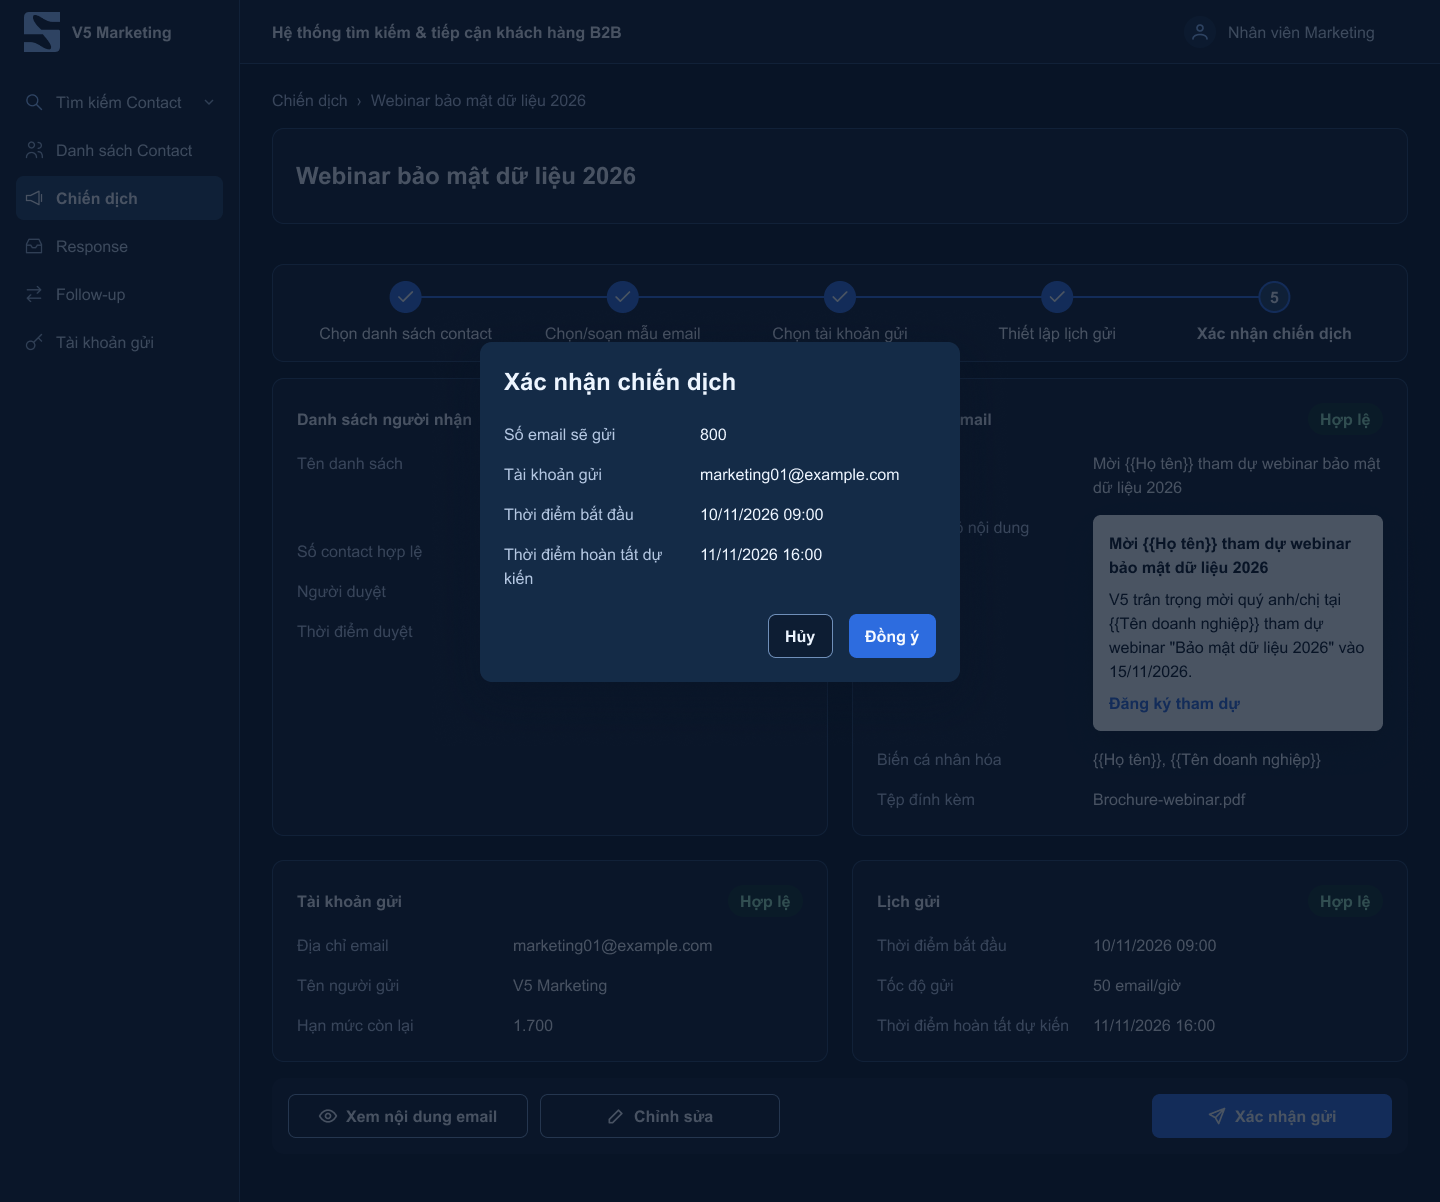 V5 Marketing
Hệ thống tìm kiếm & tiếp cận khách hàng B2B
Nhân viên Marketing
Tìm kiếm Contact
Danh sách Contact
Chiến dịch
Response
Follow-up
Tài khoản gửi
Chiến dịch › Webinar bảo mật dữ liệu 2026
Webinar bảo mật dữ liệu 2026
5
Chọn danh sách contact
Chọn/soạn mẫu email
Chọn tài khoản gửi
Thiết lập lịch gửi
Xác nhận chiến dịch
Xác nhận chiến dịch
Số email sẽ gửi 800
Tài khoản gửi marketing01@example.com
Thời điểm bắt đầu 10/11/2026 09:00
Thời điểm hoàn tất dự 11/11/2026 16:00
kiến
Hủy
Đồng ý
Danh sách người nhận
Tên danh sách
Số contact hợp lệ
Người duyệt
Thời điểm duyệt
mail
Hợp lệ
Mời {{Họ tên}} tham dự webinar bảo mật
dữ liệu 2026
nội dung
Mời {{Họ tên}} tham dự webinar
bảo mật dữ liệu 2026
V5 trân trọng mời quý anh/chị tại
{{Tên doanh nghiệp}} tham dự
webinar "Bảo mật dữ liệu 2026" vào
15/11/2026.
Đăng ký tham dự
Biến cá nhân hóa {{Họ tên}}, {{Tên doanh nghiệp}}
Tệp đính kèm Brochure-webinar.pdf
Tài khoản gửi Hợp lệ
Địa chỉ email marketing01@example.com
Tên người gửi V5 Marketing
Hạn mức còn lại 1.700
Lịch gửi Hợp lệ
Thời điểm bắt đầu 10/11/2026 09:00
Tốc độ gửi 50 email/giờ
Thời điểm hoàn tất dự kiến 11/11/2026 16:00
Xem nội dung email
Chỉnh sửa
Xác nhận gửi